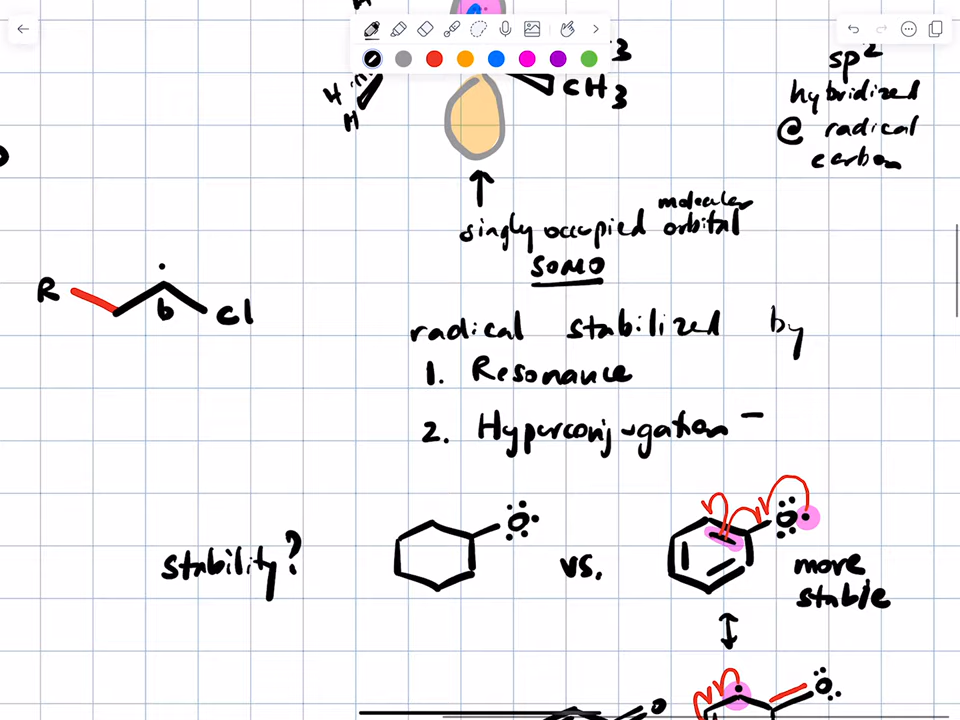 H
CH3
3
H
H
sp2
hybridized
@ radical
carbon
molecular
singly occupied orbital
SOMO
R
b
Cl
radical stabilized by
1. Resonance
2. Hyperconjugation -
stability?
O
vs.
O
more
stable
O
O